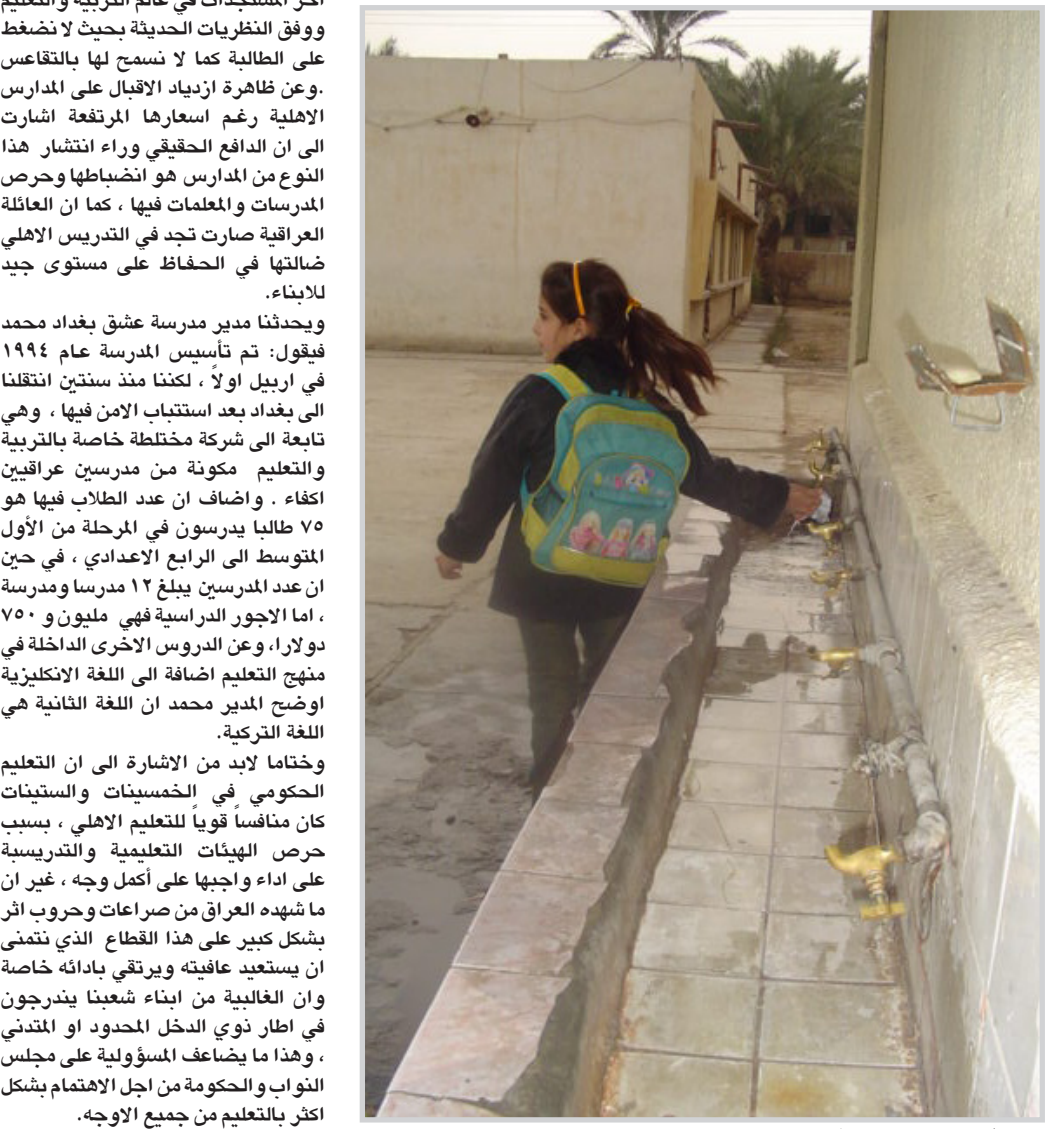 آخر المستجدات في عالم التربية والتعليم
ووفق النظريات الحديثة بحيث لا نضغط
على الطالبة كما لا نسمح لها بالتقاعس
.وعن ظاهرة ازدياد الاقبال على المدارس
الاهلية رغم اسعارها المرتفعة اشارت
الى ان الدافع الحقيقي وراء انتشار هذا
النوع من المدارس هو انضباطها وحرص
المدرسات والمعلمات فيها ، كما ان العائلة
العراقية صارت تجد في التدريس الاهلي
ضالتها في الحفاظ على مستوى جيد
للابناء.
ويحدثنا مدير مدرسة عشق بغداد محمد
فيقول: تم تأسيس المدرسة عام ١٩٩٤
في اربيل اولاً ، لكننا منذ سنتين انتقلنا
الى بغداد بعد استتباب الامن فيها ، وهي
تابعة الى شركة مختلطة خاصة بالتربية
والتعليم مكونة من مدرسين عراقيين
اكفاء . واضاف ان عدد الطلاب فيها هو
٧٥ طالبا يدرسون في المرحلة من الأول
المتوسط الى الرابع الاعدادي ، في حين
ان عدد المدرسين يبلغ ١٢ مدرسا ومدرسة
، اما الاجور الدراسية فهي مليون و ٧٥٠
دولارا، وعن الدروس الاخرى الداخلة في
منهج التعليم اضافة الى اللغة الانكليزية
اوضح المدير محمد ان اللغة الثانية هي
اللغة التركية.
وختاما لابد من الاشارة الى ان التعليم
الحكومي في الخمسينات والستينات
كان منافساً قوياً للتعليم الاهلي ، بسبب
حرص الهيئات التعليمية والتدريسية
على اداء واجبها على أكمل وجه ، غير ان
ما شهده العراق من صراعات وحروب اثر
بشكل كبير على هذا القطاع الذي نتمنى
ان يستعيد عافيته ويرتقي بادائه خاصة
وان الغالبية من ابناء شعبنا يندرجون
في اطار ذوي الدخل المحدود او المتدني
، وهذا ما يضاعف المسؤولية على مجلس
النواب والحكومة من اجل الاهتمام بشكل
اكثر بالتعليم من جميع الاوجه.